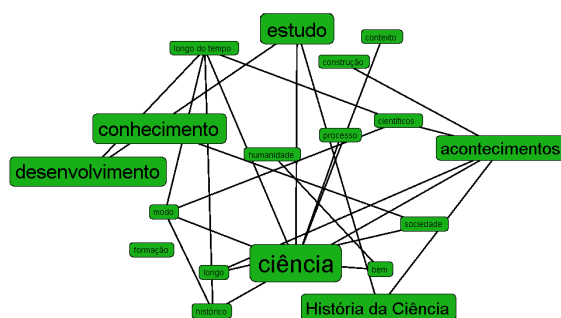 estudo
contexto
longo do tempo
construção
conhecimento
científicos
processo
acontecimentos
humanidade
desenvolvimento
modo
sociedade
formação
ciência
longo
bem
histórico
História da Ciência